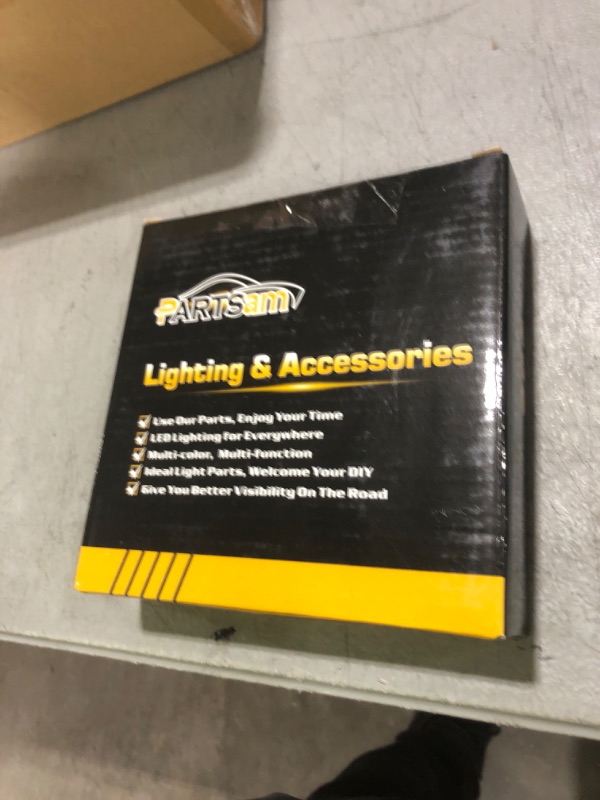 PARTSam
Lighting & Accessories
Use Our Parts, Enjoy Your Time
LED Lighting for Everywhere
Multi-color, Multi-function
Ideal Light Parts, Welcome Your DIY
Give You Better Visibility On The Road